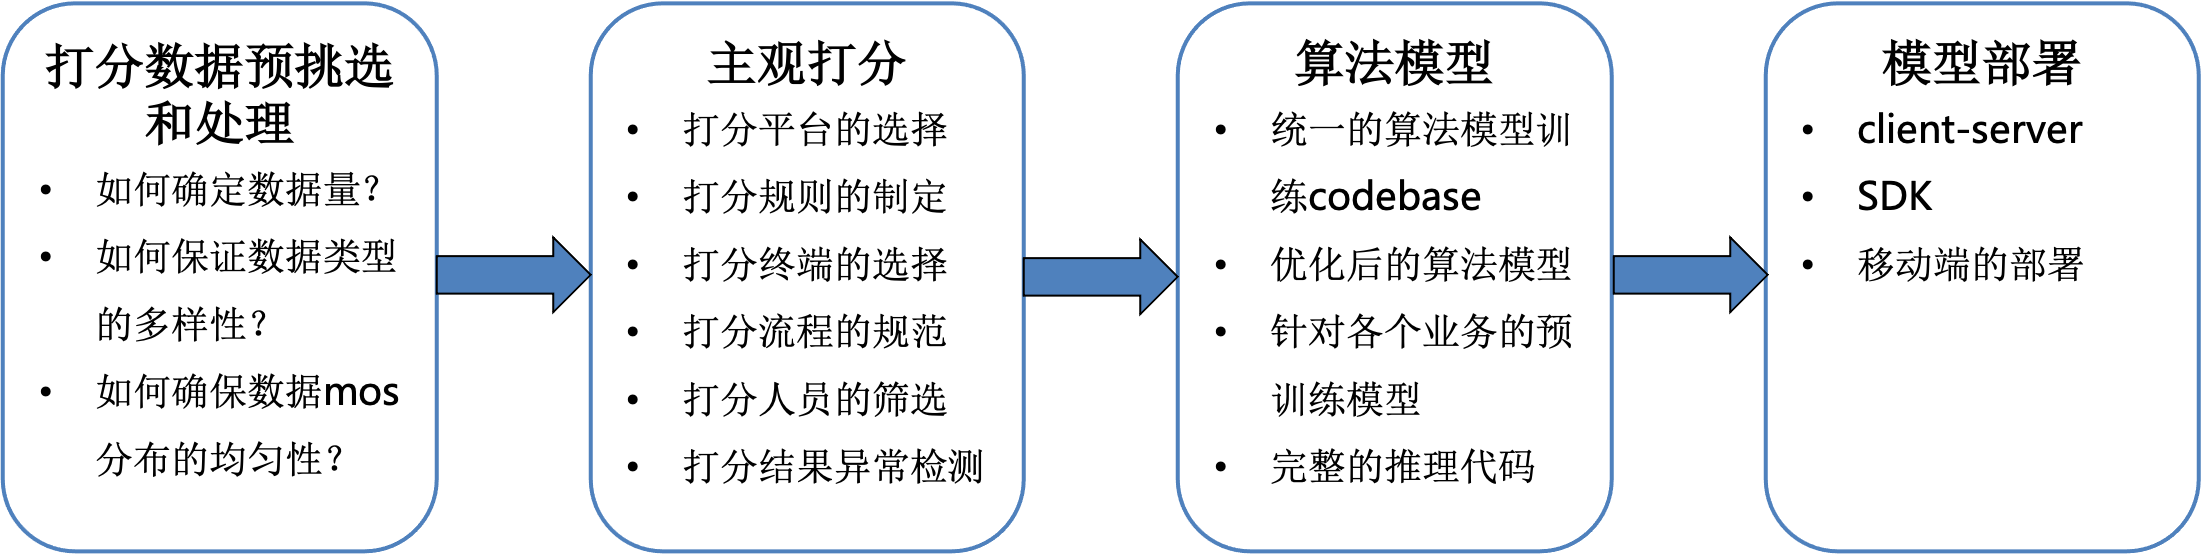 打分数据预挑选
和处理
• 如何确定数据量?
• 如何保证数据类型
的多样性?
• 如何确保数据mos
分布的均匀性?
主观打分
• 打分平台的选择
• 打分规则的制定
• 打分终端的选择
• 打分流程的规范
• 打分人员的筛选
• 打分结果异常检测
算法模型
• 统一的算法模型训
练codebase
• 优化后的算法模型
• 针对各个业务的预
训练模型
• 完整的推理代码
模型部署
• client-server
• SDK
• 移动端的部署